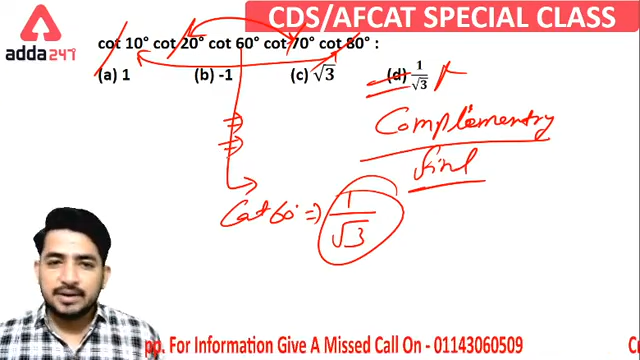 CDS/AFCAT SPECIAL CLASS
adda247
cot 10° cot 20° cot 60° cot 70° cot 80° :
(a) 1 (b) -1 (c) √3 (d) 1/√3
Complementry
find
Cot 60° ⇒ 1/√3
pp. For Information Give A Missed Call On - 01143060509